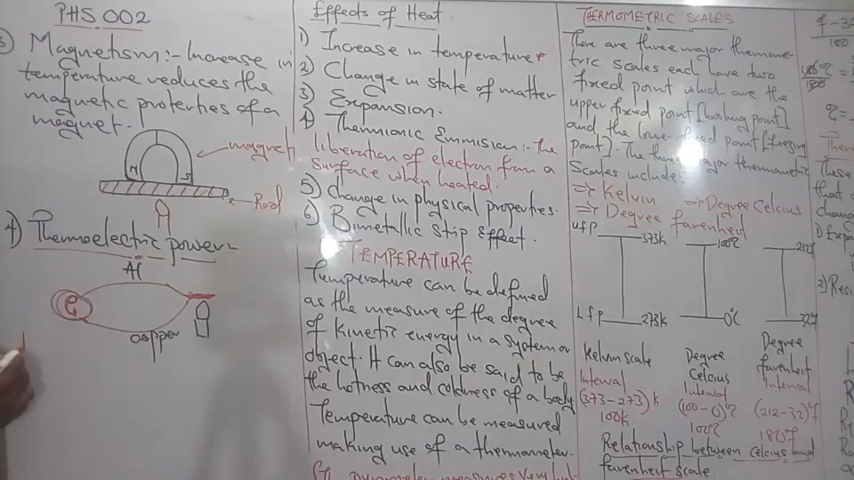 PHS 002
3) Magnetism:- Increase in
temperature reduces the
magnetic properties of a
magnet.
magnet
N S
Rod
4) Thermoelectric power
Al
copper
Effects of Heat
1) Increase in temperature
2) Change in state of matter
3) Expansion.
4) Thermionic Emmision:- the
liberation of electron from a
surface when heated.
5) Change in physical properties.
6) Bimetallic Strip Effect.
TEMPERATURE
Temperature can be defined
as the measure of the degree
of kinetic energy in a system or
object. It can also be said to be
the hotness and coldness of a body
Temperature can be measured
making use of a thermometer.
THERMOMETRIC SCALES
There are three major thermome-
tric scales each have two
fixed point which are the
upper fixed point [boiling point]
and the lower fixed point [freezing
point]. The three major thermometric
Scales include:
⇒ Kelvin ⇒ Degree Celcius
⇒ Degree farenheit
U.f.P 373K 100°C 212°f
L.f.P 273K 0°C 32°f
Kelvin scale
Interval
(373-273)K
100K
Degree
Celcius
Interval
(100-0)°C
100°C
Degree
farenheit
Interval
(212-32)°f
180°f
Relationship between celcius and
farenheit scale